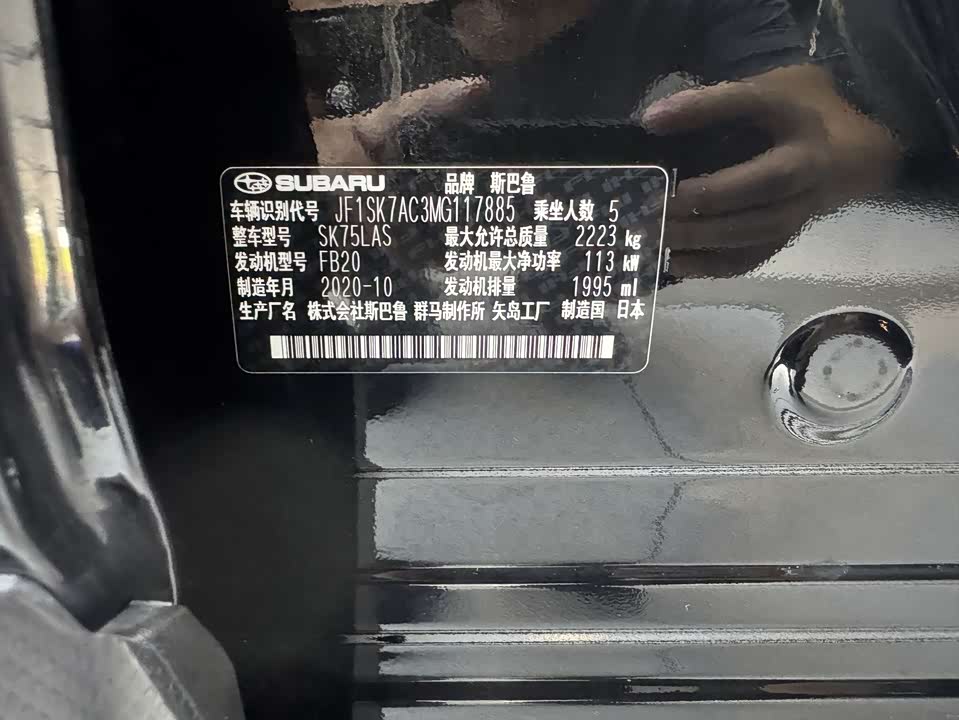 SUBARU 品牌 斯巴鲁
车辆识别代号 JF1SK7AC3MG117885 乘坐人数 5
整车型号 SK75LAS 最大允许总质量 2223 kg
发动机型号 FB20 发动机最大净功率 113 kW
制造年月 2020-10 发动机排量 1995 ml
生产厂名 株式会社斯巴鲁 群马制作所 矢岛工厂 制造国 日本